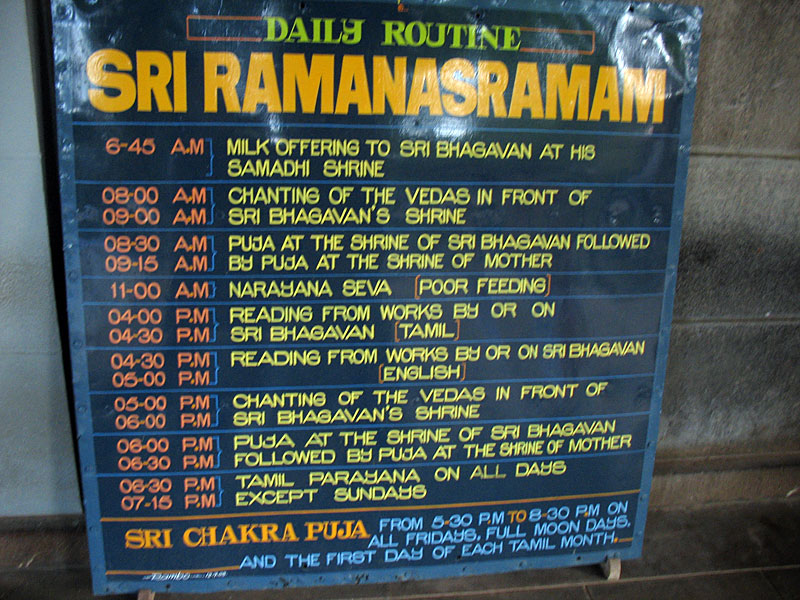 DAILY ROUTINE
SRI RAMANASRAMAM
6-45 A.M MILK OFFERING TO SRI BHAGAVAN AT HIS
SAMADHI SHRINE
08-00 A.M CHANTING OF THE VEDAS IN FRONT OF
09-00 A.M SRI BHAGAVAN'S SHRINE
08-30 A.M PUJA AT THE SHRINE OF SRI BHAGAVAN FOLLOWED
09-15 A.M BY PUJA AT THE SHRINE OF MOTHER
11-00 A.M NARAYANA SEVA [POOR FEEDING]
04-00 P.M READING FROM WORKS BY OR ON
04-30 P.M SRI BHAGAVAN [TAMIL]
04-30 P.M READING FROM WORKS BY OR ON SRI BHAGAVAN
05-00 P.M [ENGLISH]
05-00 P.M CHANTING OF THE VEDAS IN FRONT OF
06-00 P.M SRI BHAGAVAN'S SHRINE
06-00 P.M PUJA AT THE SHRINE OF SRI BHAGAVAN
06-30 P.M FOLLOWED BY PUJA AT THE SHRINE OF MOTHER
06-30 P.M TAMIL PARAYANA ON ALL DAYS
07-15 P.M EXCEPT SUNDAYS
SRI CHAKRA PUJA FROM 5-30 P.M TO 8-30 P.M ON
ALL FRIDAYS, FULL MOON DAYS,
AND THE FIRST DAY OF EACH TAMIL MONTH.